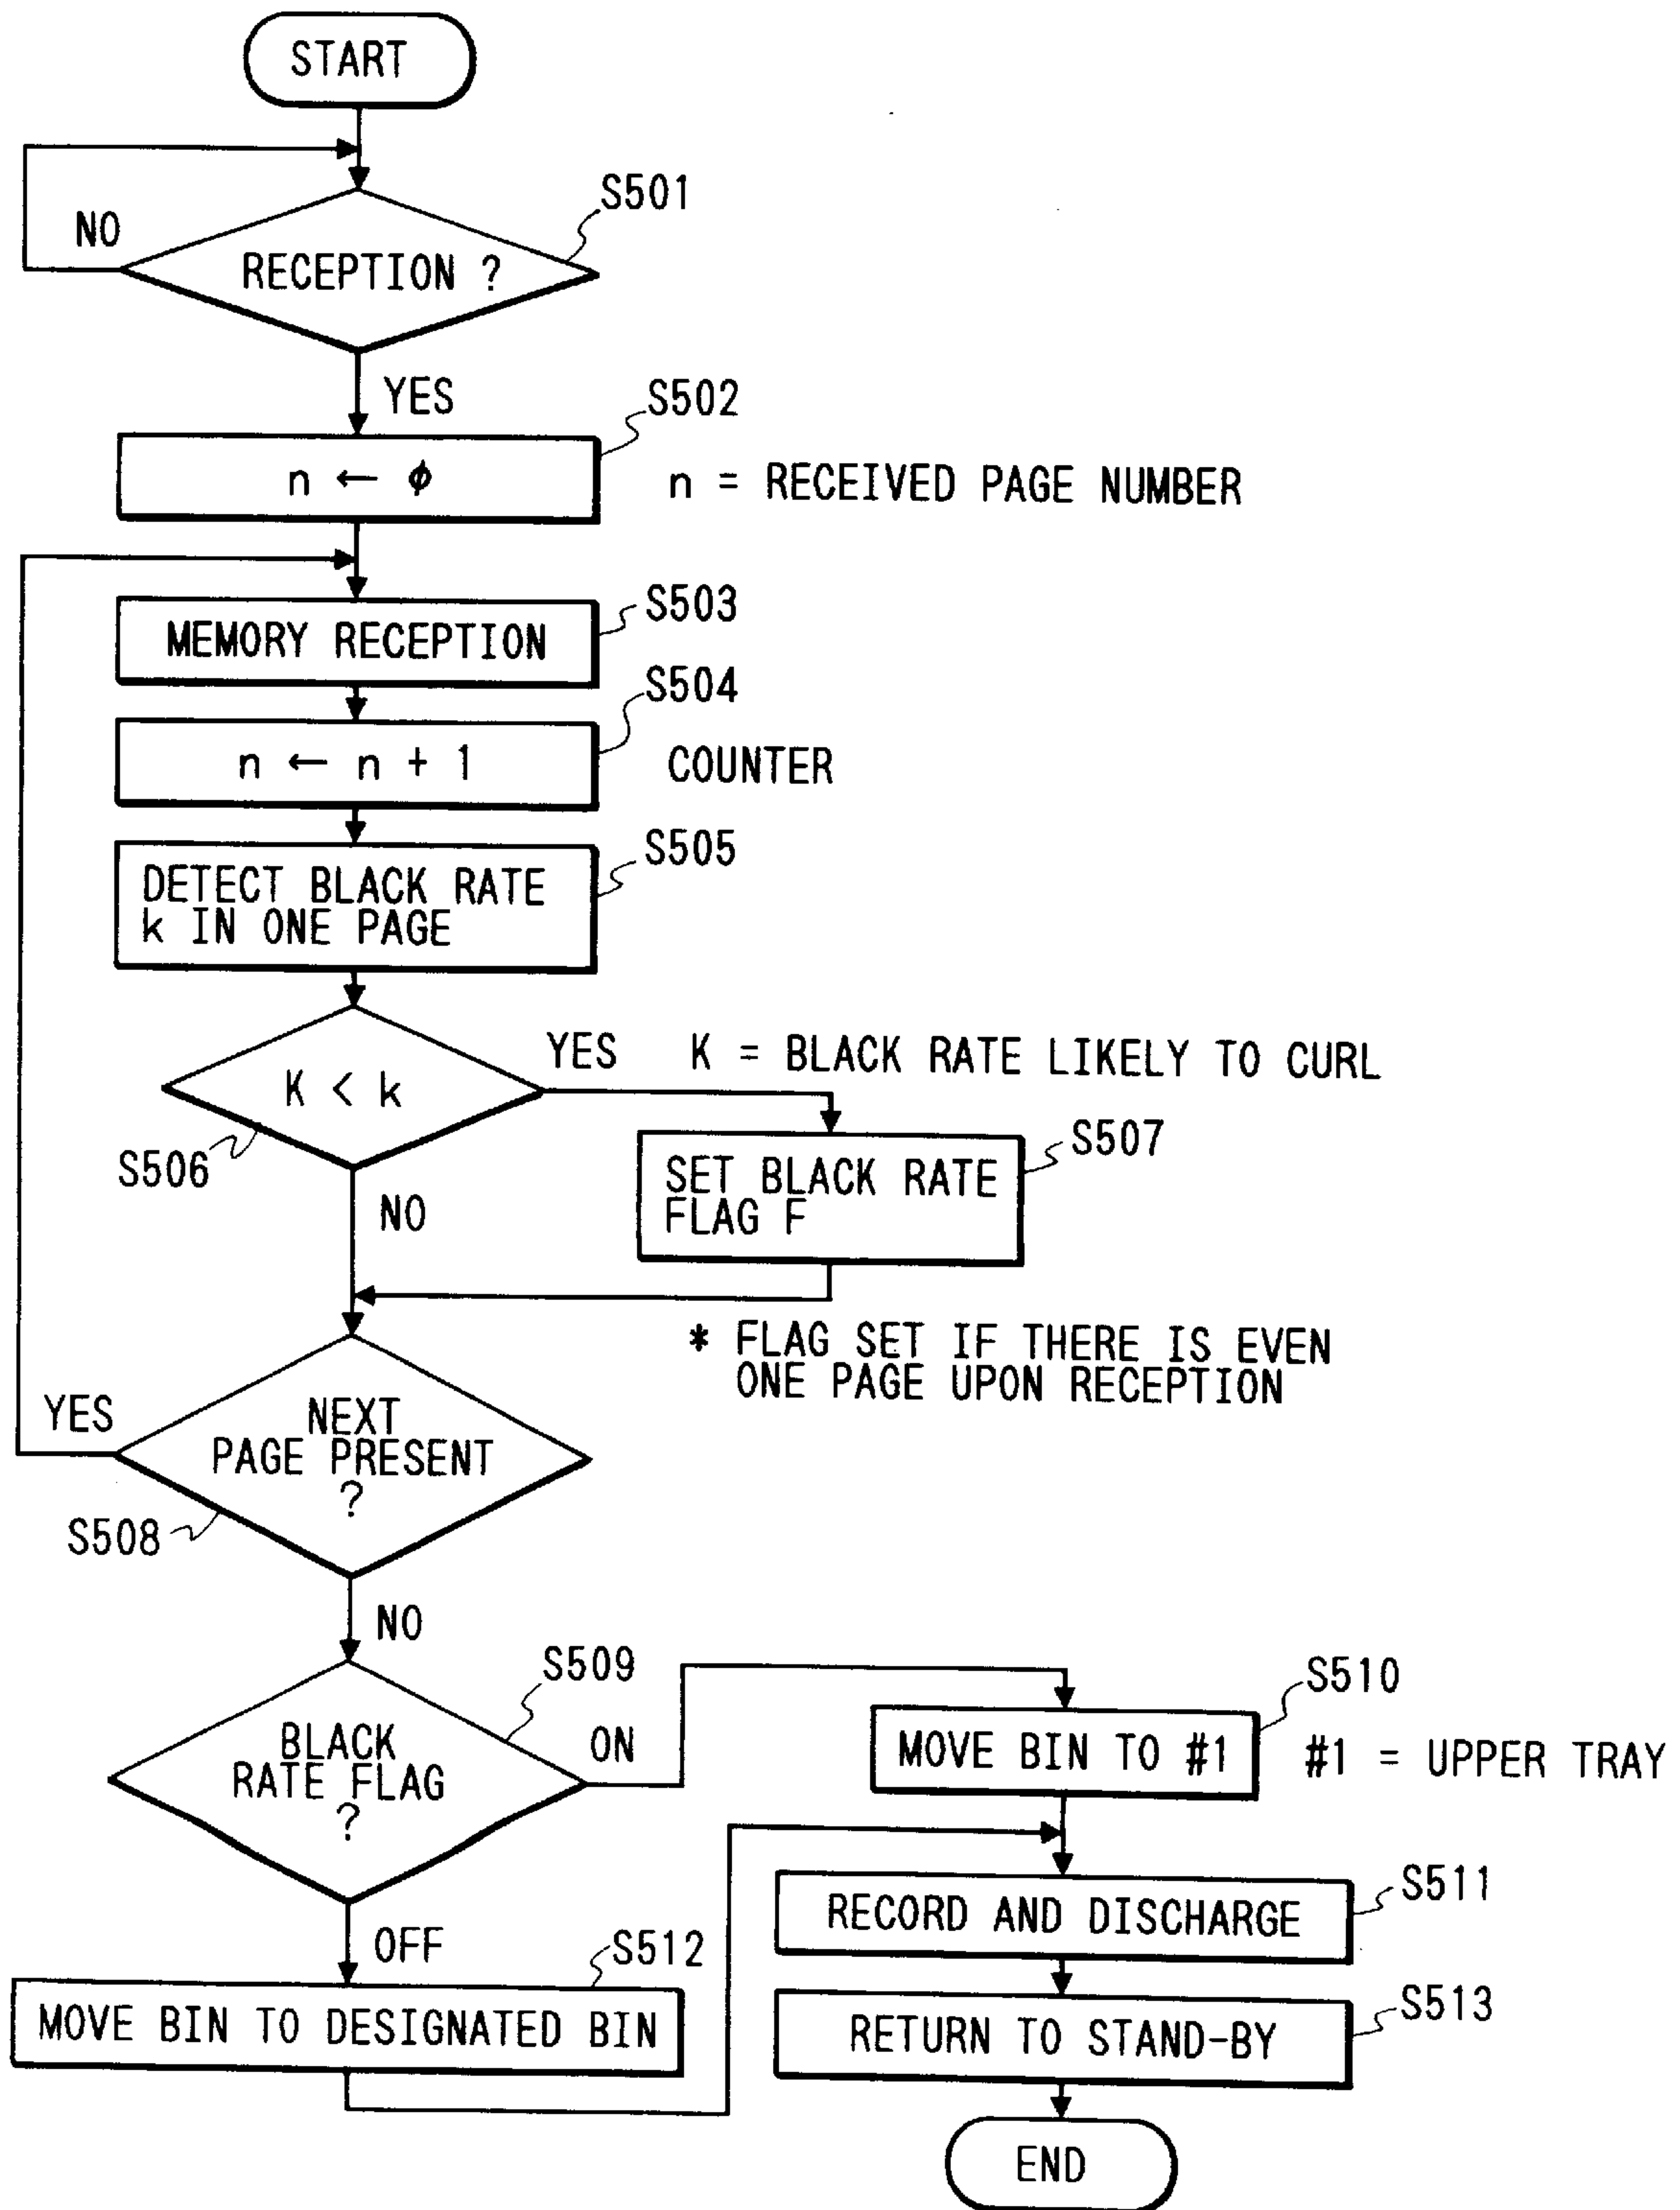 START
NO
S501
RECEPTION ?
YES
S502
n ← ϕ
n = RECEIVED PAGE NUMBER
S503
MEMORY RECEPTION
S504
n ← n + 1
COUNTER
S505
DETECT BLACK RATE
k IN ONE PAGE
YES
K = BLACK RATE LIKELY TO CURL
K < k
S506
S507
SET BLACK RATE
FLAG F
NO
* FLAG SET IF THERE IS EVEN
ONE PAGE UPON RECEPTION
YES
NEXT
PAGE PRESENT
?
S508
NO
S509
BLACK
RATE FLAG
?
ON
S510
MOVE BIN TO #1
#1 = UPPER TRAY
S511
RECORD AND DISCHARGE
OFF
S512
MOVE BIN TO DESIGNATED BIN
S513
RETURN TO STAND-BY
END